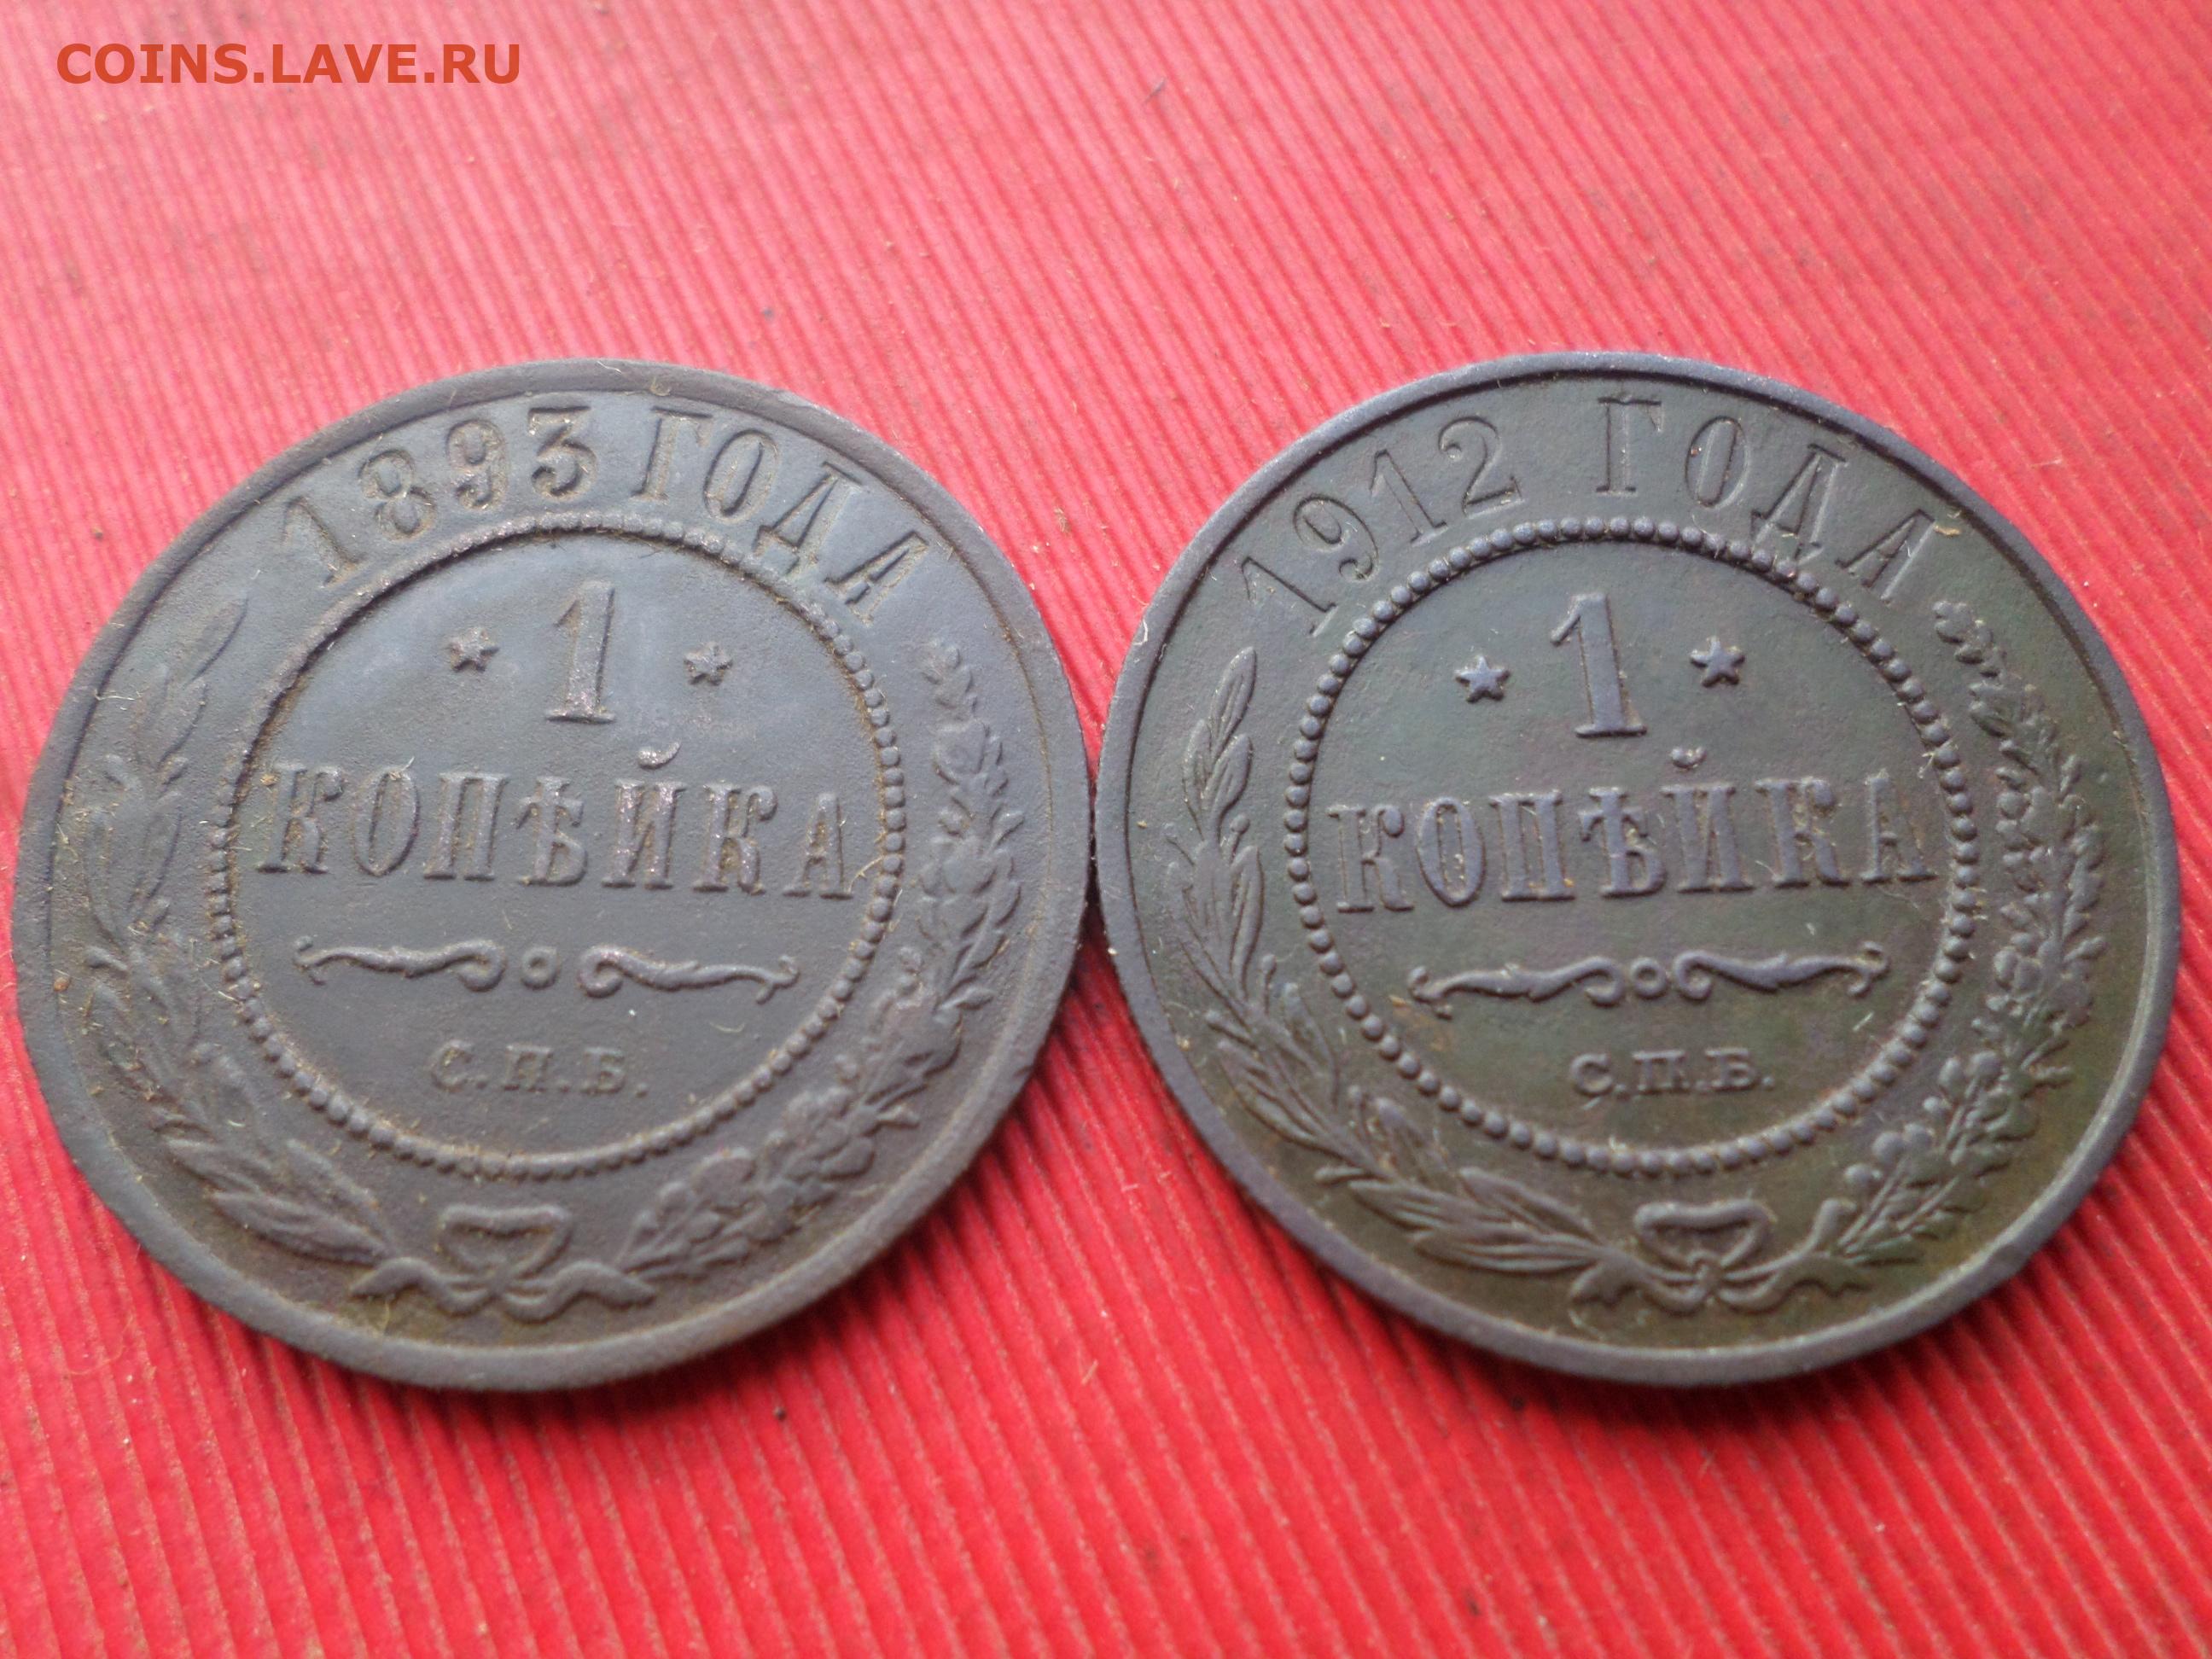 COINS.LAVE.RU
1893 ГОДА
1
КОПѢЙКА
С.П.Б.
1912 ГОДА
1
КОПѢЙКА
С.П.Б.